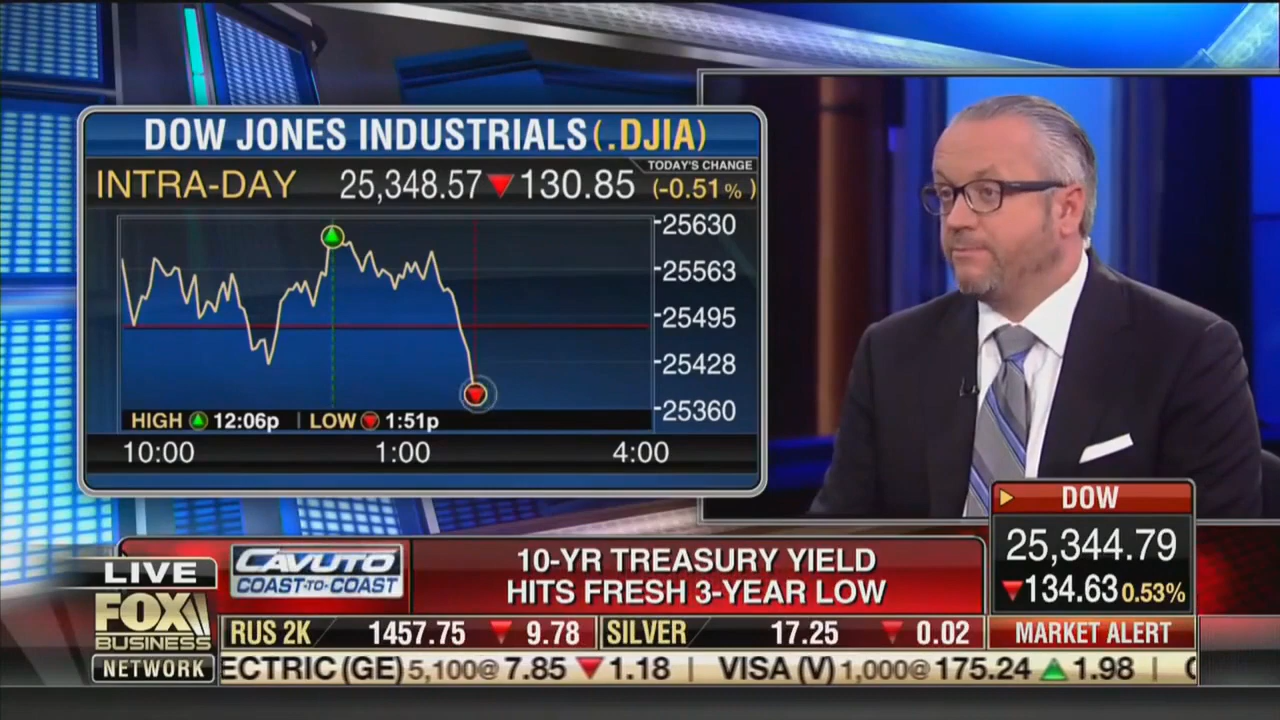 DOW JONES INDUSTRIALS (.DJIA)
TODAY'S CHANGE
INTRA-DAY 25,348.57 ▼ 130.85 (-0.51%)
25630
25563
25495
25428
25360
HIGH ▲ 12:06p | LOW ▼ 1:51p
10:00 1:00 4:00
DOW
25,344.79
▼134.63 0.53%
MARKET ALERT
LIVE
FOX
BUSINESS
NETWORK
CAVUTO
COAST-TO-COAST
10-YR TREASURY YIELD
HITS FRESH 3-YEAR LOW
RUS 2K 1457.75 ▼ 9.78 SILVER 17.25 ▼ 0.02
ECTRIC (GE) 5,100@7.85 ▼ 1.18 | VISA (V) 1,000@175.24 ▲ 1.98 |